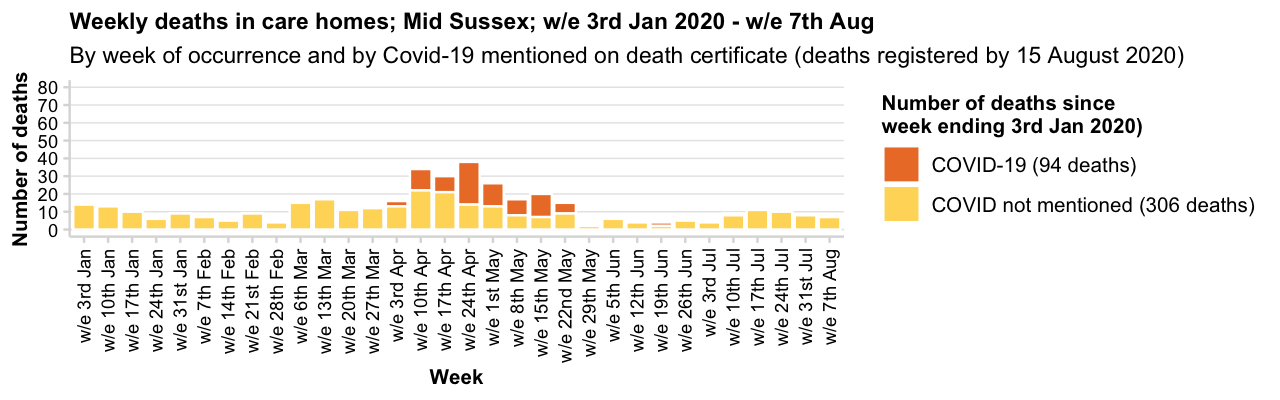 Weekly deaths in care homes; Mid Sussex; w/e 3rd Jan 2020 - w/e 7th Aug
By week of occurrence and by Covid-19 mentioned on death certificate (deaths registered by 15 August 2020)
Number of deaths
80
70
60
50
40
30
20
10
0
w/e 3rd Jan
w/e 10th Jan
w/e 17th Jan
w/e 24th Jan
w/e 31st Jan
w/e 7th Feb
w/e 14th Feb
w/e 21st Feb
w/e 28th Feb
w/e 6th Mar
w/e 13th Mar
w/e 20th Mar
w/e 27th Mar
w/e 3rd Apr
w/e 10th Apr
w/e 17th Apr
w/e 24th Apr
w/e 1st May
w/e 8th May
w/e 15th May
w/e 22nd May
w/e 29th May
w/e 5th Jun
w/e 12th Jun
w/e 19th Jun
w/e 26th Jun
w/e 3rd Jul
w/e 10th Jul
w/e 17th Jul
w/e 24th Jul
w/e 31st Jul
w/e 7th Aug
Week
Number of deaths since
week ending 3rd Jan 2020)
COVID-19 (94 deaths)
COVID not mentioned (306 deaths)